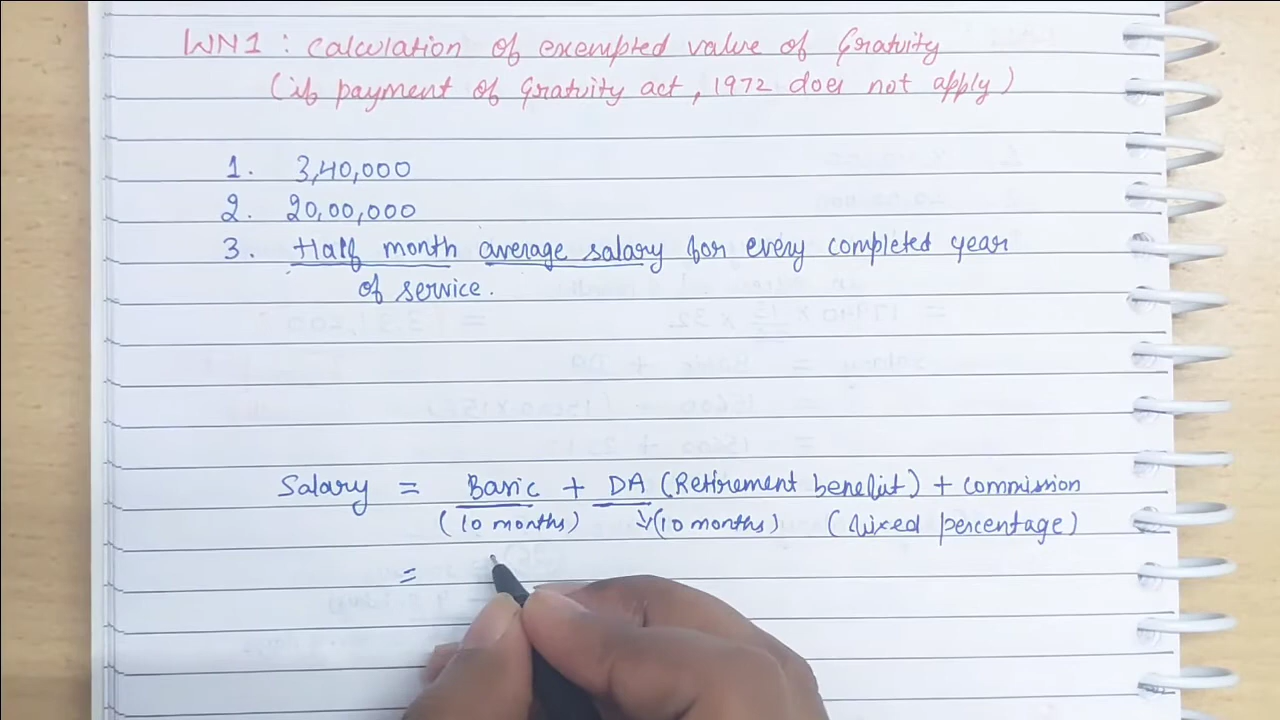 WN1 : Calculation of exempted value of Gratuity
(if payment of Gratuity act, 1972 does not apply)
1. 3,40,000
2. 20,00,000
3. Half month average salary for every completed year
of service.
Salary = Basic + DA (Retirement benefit) + commission
(10 months) (10 months) (fixed percentage)
=